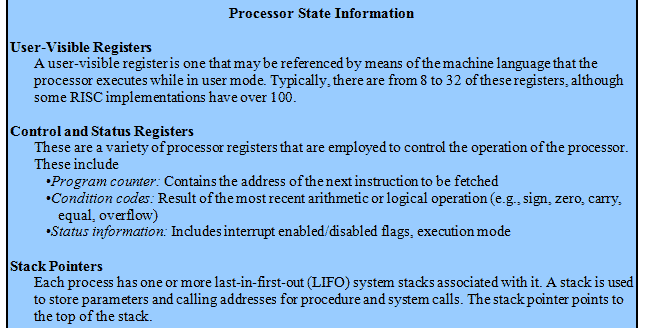 Processor State Information
User-Visible Registers
A user-visible register is one that may be referenced by means of the machine language that the
processor executes while in user mode. Typically, there are from 8 to 32 of these registers, although
some RISC implementations have over 100.
Control and Status Registers
These are a variety of processor registers that are employed to control the operation of the processor.
These include
•Program counter: Contains the address of the next instruction to be fetched
•Condition codes: Result of the most recent arithmetic or logical operation (e.g., sign, zero, carry,
equal, overflow)
•Status information: Includes interrupt enabled/disabled flags, execution mode
Stack Pointers
Each process has one or more last-in-first-out (LIFO) system stacks associated with it. A stack is used
to store parameters and calling addresses for procedure and system calls. The stack pointer points to
the top of the stack.